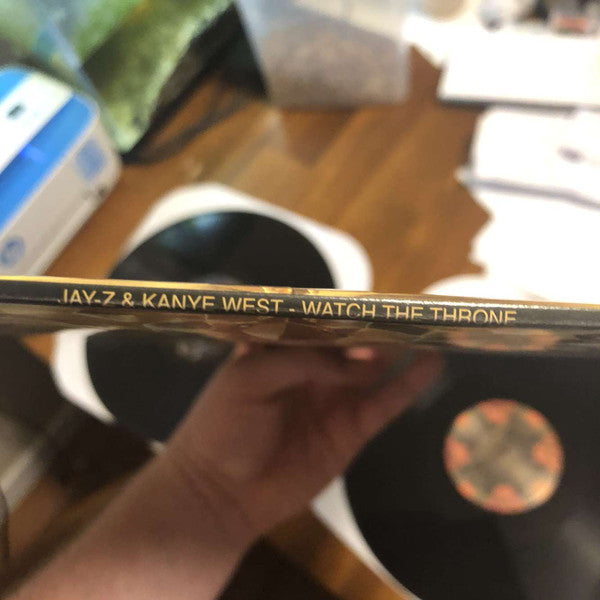 JAY-Z & KANYE WEST - WATCH THE THRONE